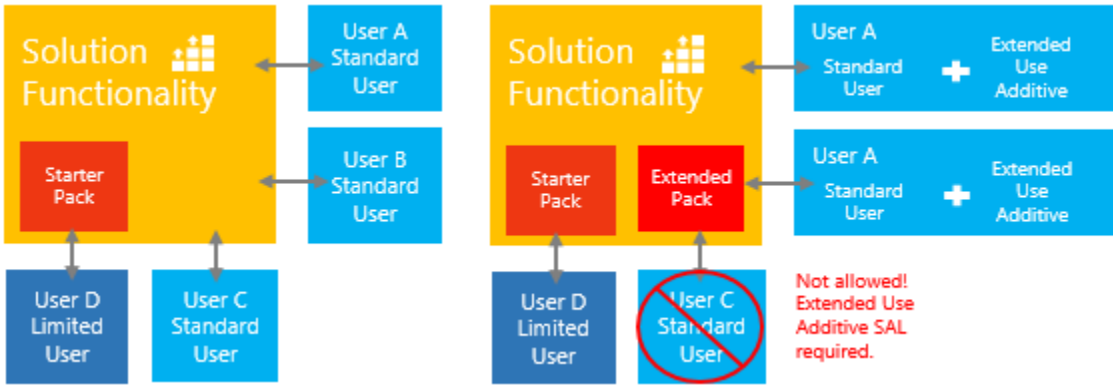 Solution
Functionality
Starter
Pack
User A
Standard
User
User B
Standard
User
User D
Limited
User
User C
Standard
User
Solution
Functionality
Starter
Pack
Extended
Pack
User A
Standard
User
Extended
Use
Additive
User A
Standard
User
Extended
Use
Additive
User D
Limited
User
User C
Standard
User
Not allowed!
Extended Use
Additive SAL
required.